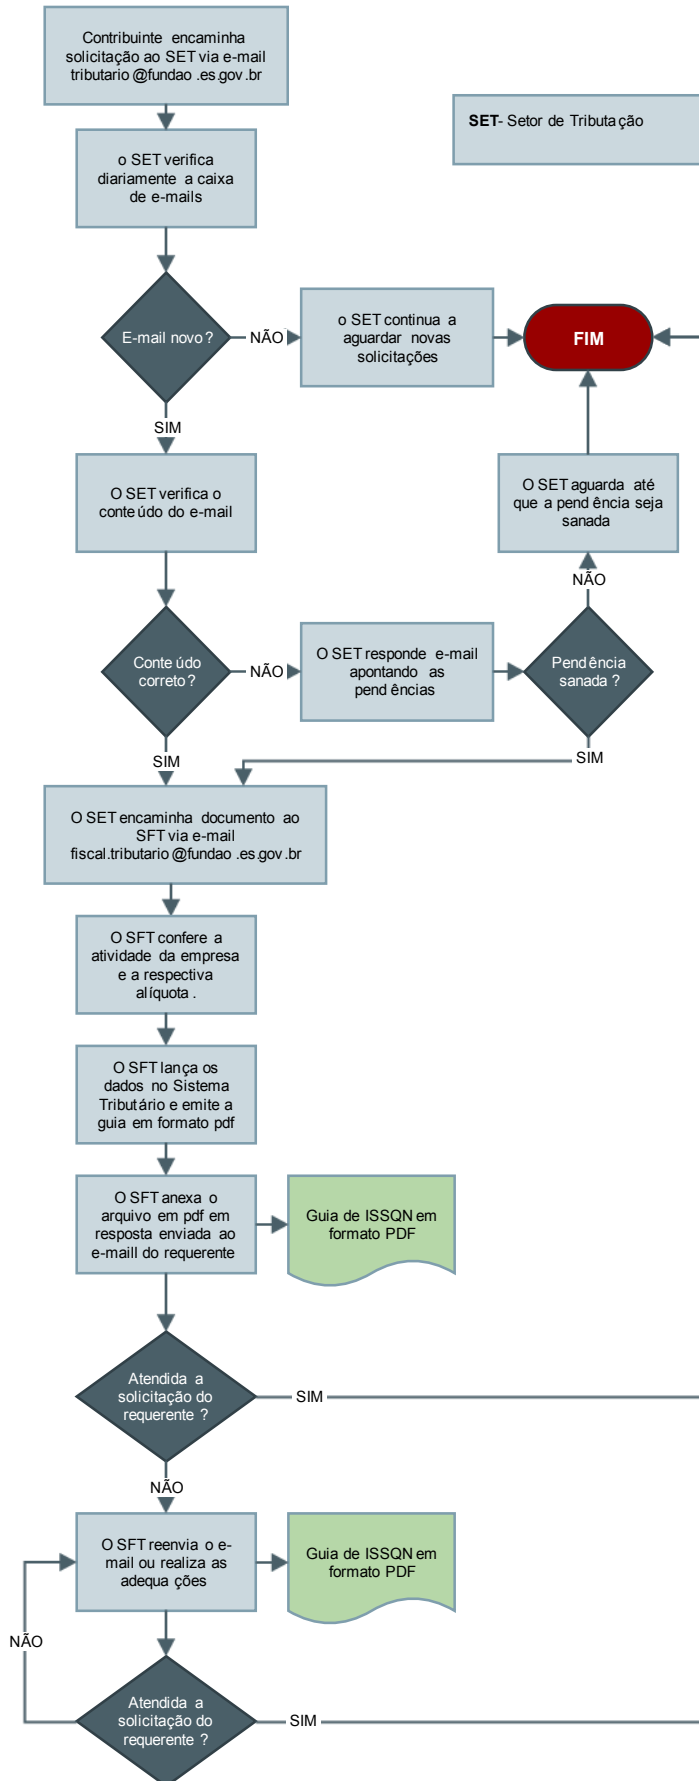 Contribuinte encaminha
solicitação ao SET via e-mail
tributario @fundao .es.gov.br
SET- Setor de Tributação
o SET verifica
diariamente a caixa
de e-mails
E-mail novo ?
NÃO
o SET continua a
aguardar novas
solicitações
FIM
SIM
O SET verifica o
conteúdo do e-mail
O SET aguarda até
que a pendência seja
sanada
NÃO
Conteúdo
correto ?
NÃO
O SET responde e-mail
apontando as
pendências
Pendência
sanada ?
SIM
SIM
O SET encaminha documento ao
SFT via e-mail
fiscal.tributario @fundao .es.gov.br
O SFT confere a
atividade da empresa
e a respectiva
alíquota .
O SFT lança os
dados no Sistema
Tributário e emite a
guia em formato pdf
O SFT anexa o
arquivo em pdf em
resposta enviada ao
e-maill do requerente
Guia de ISSQN em
formato PDF
Atendida a
solicitação do
requerente ?
SIM
NÃO
O SFT reenvia o e-
mail ou realiza as
adequações
Guia de ISSQN em
formato PDF
NÃO
Atendida a
solicitação do
requerente ?
SIM